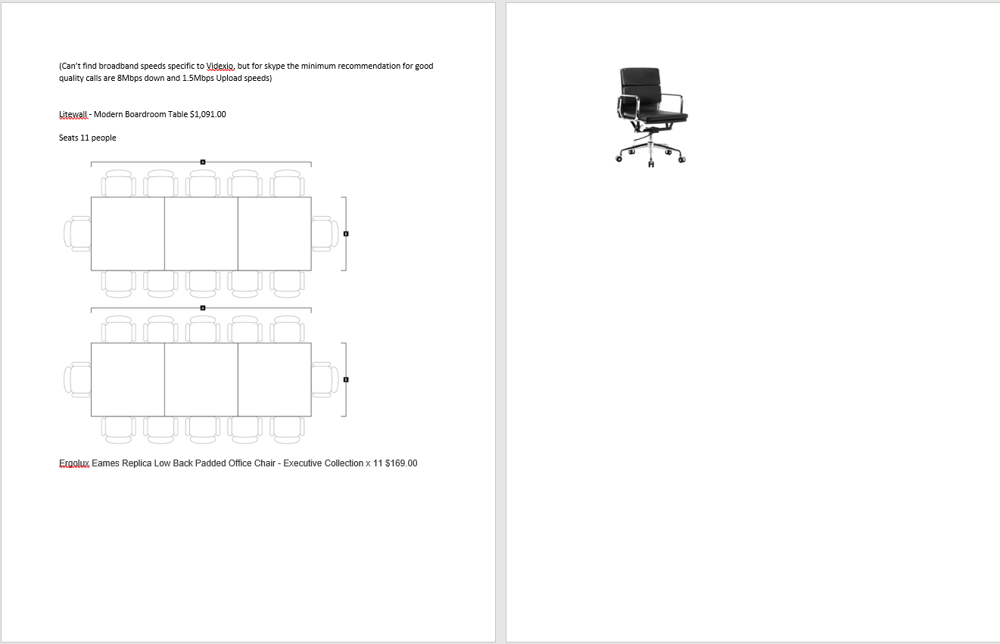 (Can't find broadband speeds specific to Videxio, but for skype the minimum recommendation for good
quality calls are 8Mbps down and 1.5Mbps Upload speeds)
Litewall - Modern Boardroom Table $1,091.00
Seats 11 people
A
B
A
B
Ergolux Eames Replica Low Back Padded Office Chair - Executive Collection x 11 $169.00